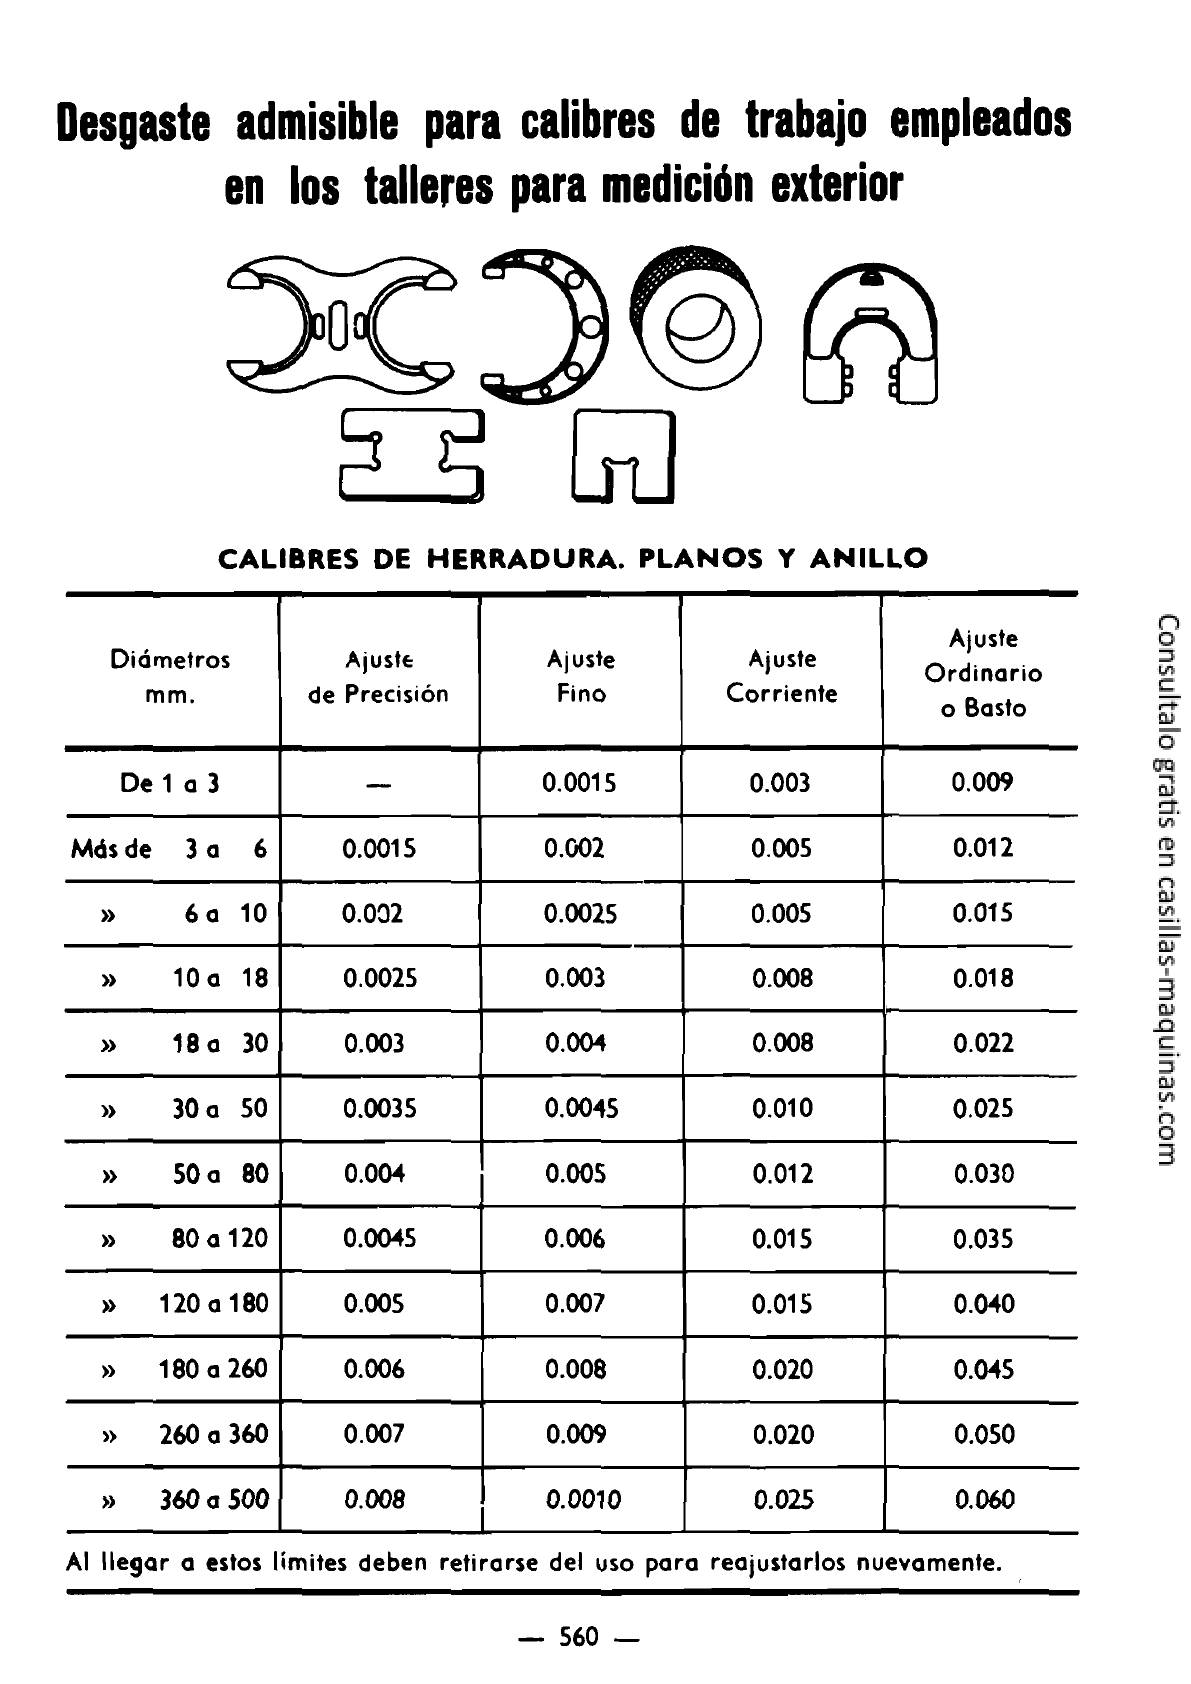 Desgaste admisible para calibres de trabajo empleados
en los talleres para medición exterior
CALIBRES DE HERRADURA. PLANOS Y ANILLO
Diámetros mm. Ajuste de Precisión Ajuste Fino Ajuste Corriente Ajuste Ordinario o Basto
De 1 a 3 — 0.0015 0.003 0.009
Más de 3 a 6 0.0015 0.002 0.005 0.012
» 6 a 10 0.002 0.0025 0.005 0.015
» 10 a 18 0.0025 0.003 0.008 0.018
» 18 a 30 0.003 0.004 0.008 0.022
» 30 a 50 0.0035 0.0045 0.010 0.025
» 50 a 80 0.004 0.005 0.012 0.030
» 80 a 120 0.0045 0.006 0.015 0.035
» 120 a 180 0.005 0.007 0.015 0.040
» 180 a 260 0.006 0.008 0.020 0.045
» 260 a 360 0.007 0.009 0.020 0.050
» 360 a 500 0.008 0.0010 0.025 0.060
Al llegar a estos límites deben retirarse del uso para reajustarlos nuevamente.
— 560 —
Consultalo gratis en casillas-maquinas.com